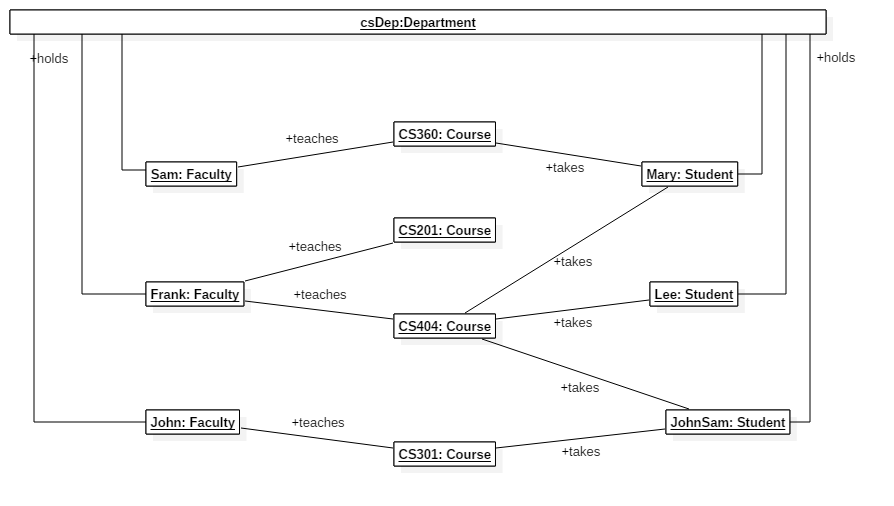 csDep:Department
+holds
+holds
+teaches
CS360: Course
+takes
Sam: Faculty
Mary: Student
CS201: Course
+teaches
+takes
Frank: Faculty
+teaches
Lee: Student
CS404: Course
+takes
+takes
John: Faculty
+teaches
JohnSam: Student
CS301: Course
+takes